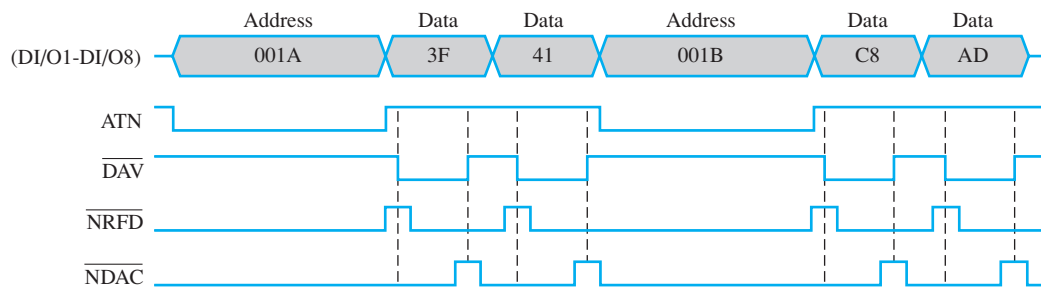 Address Data Data Address Data Data
(DI/O1-DI/O8) 001A 3F 41 001B C8 AD
ATN
DAV
NRFD
NDAC